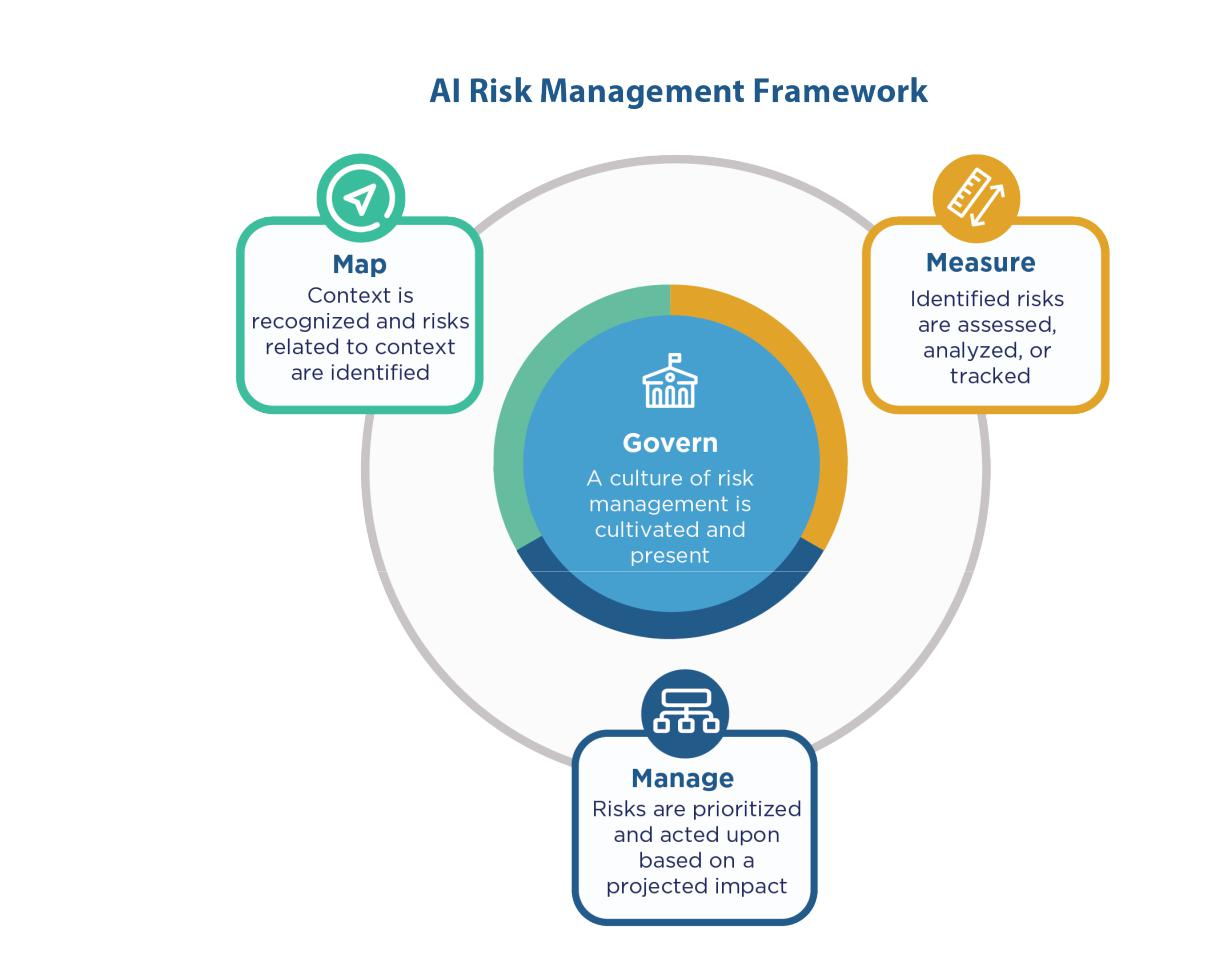 AI Risk Management Framework
Map
Context is
recognized and risks
related to context
are identified
Measure
Identified risks
are assessed,
analyzed, or
tracked
Govern
A culture of risk
management is
cultivated and
present
Manage
Risks are prioritized
and acted upon
based on a
projected impact